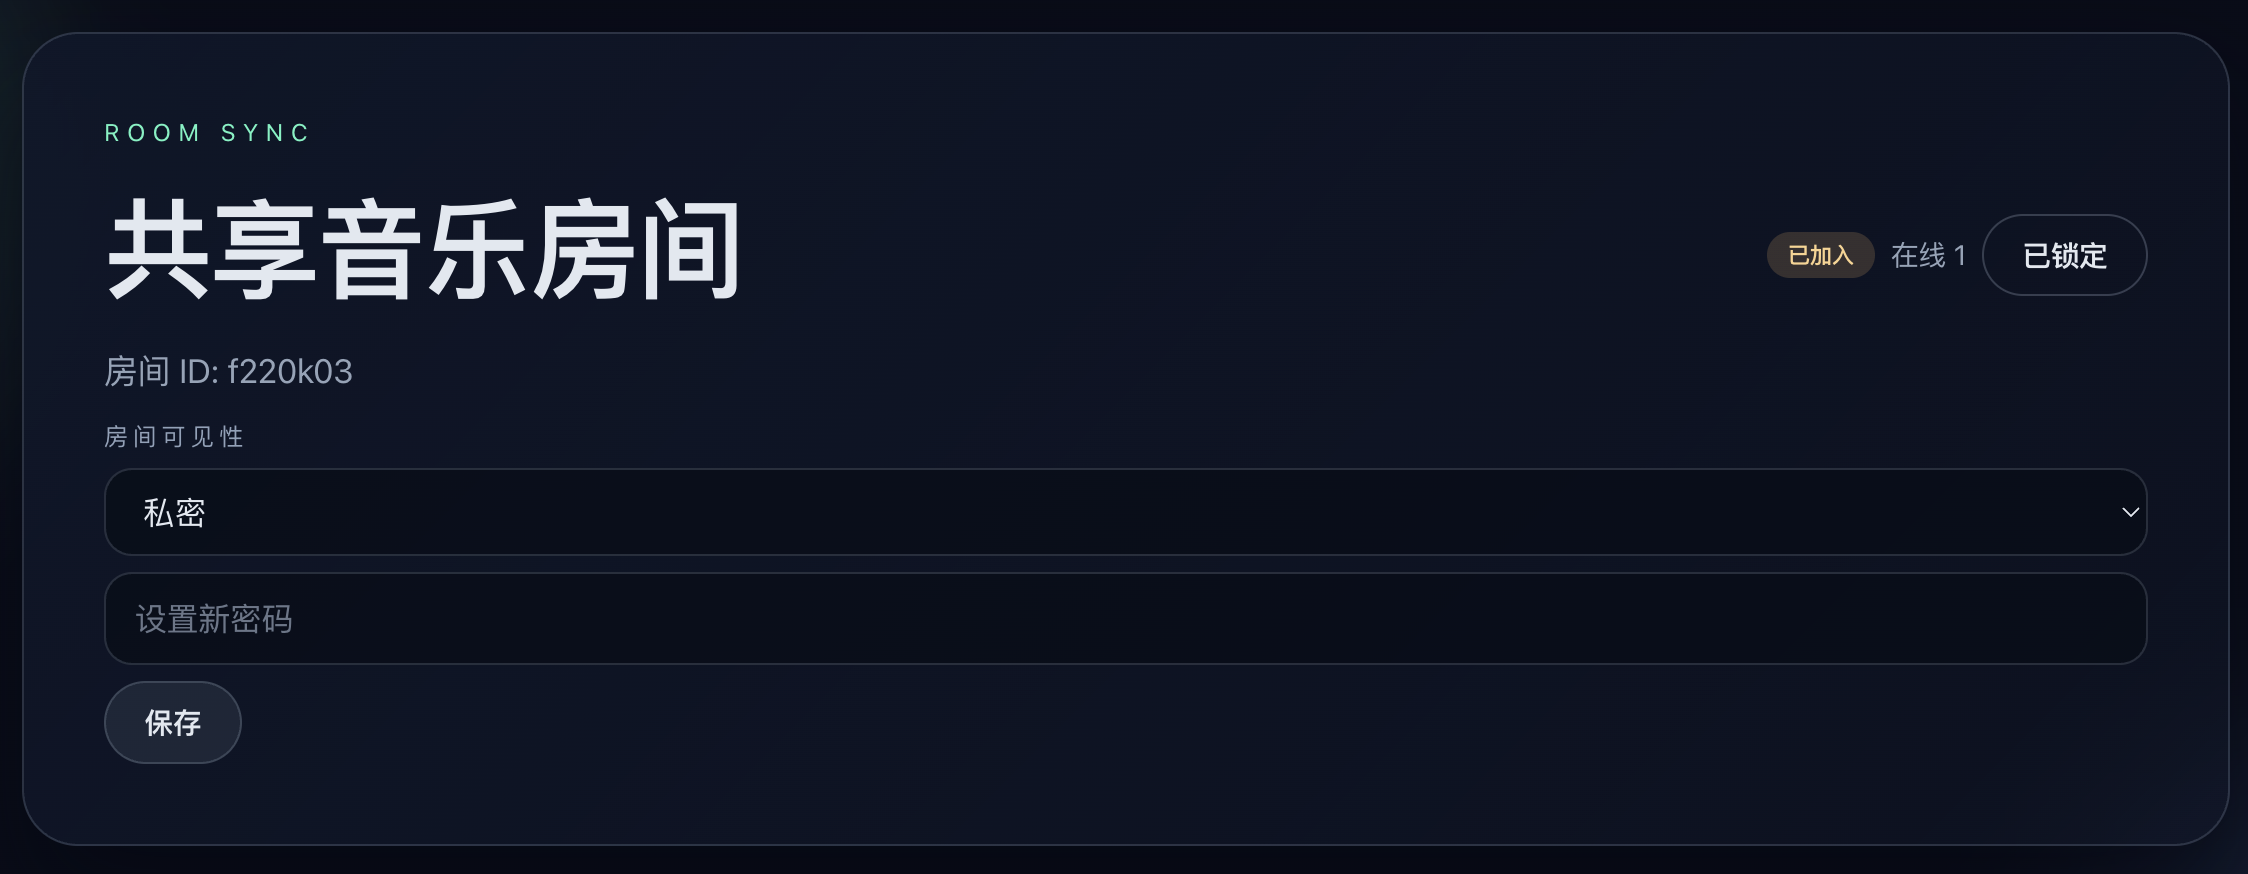 ROOM SYNC
共享音乐房间
已加入 在线 1 已锁定
房间 ID: f220k03
房间可见性
私密
设置新密码
保存